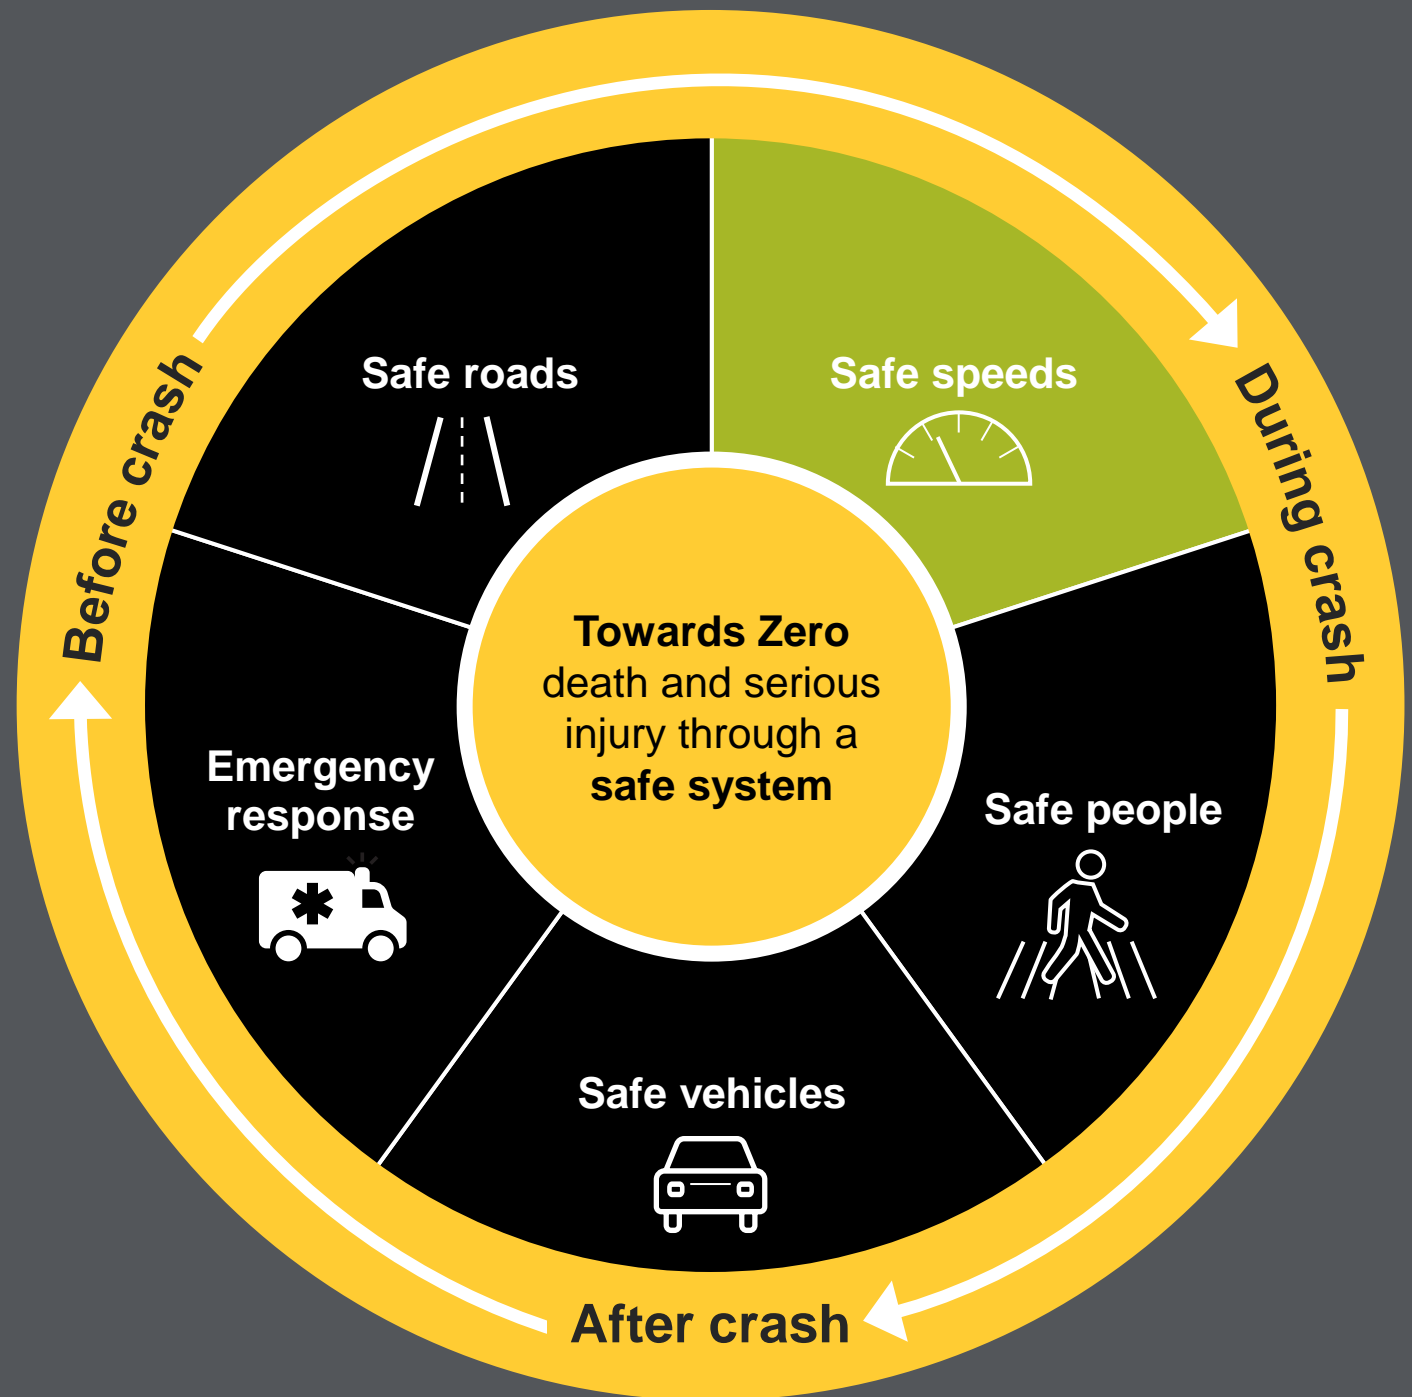 Safe roads
Safe speeds
Before crash
During crash
Towards Zero
death and serious
injury through a
safe system
Emergency
response
Safe people
Safe vehicles
After crash